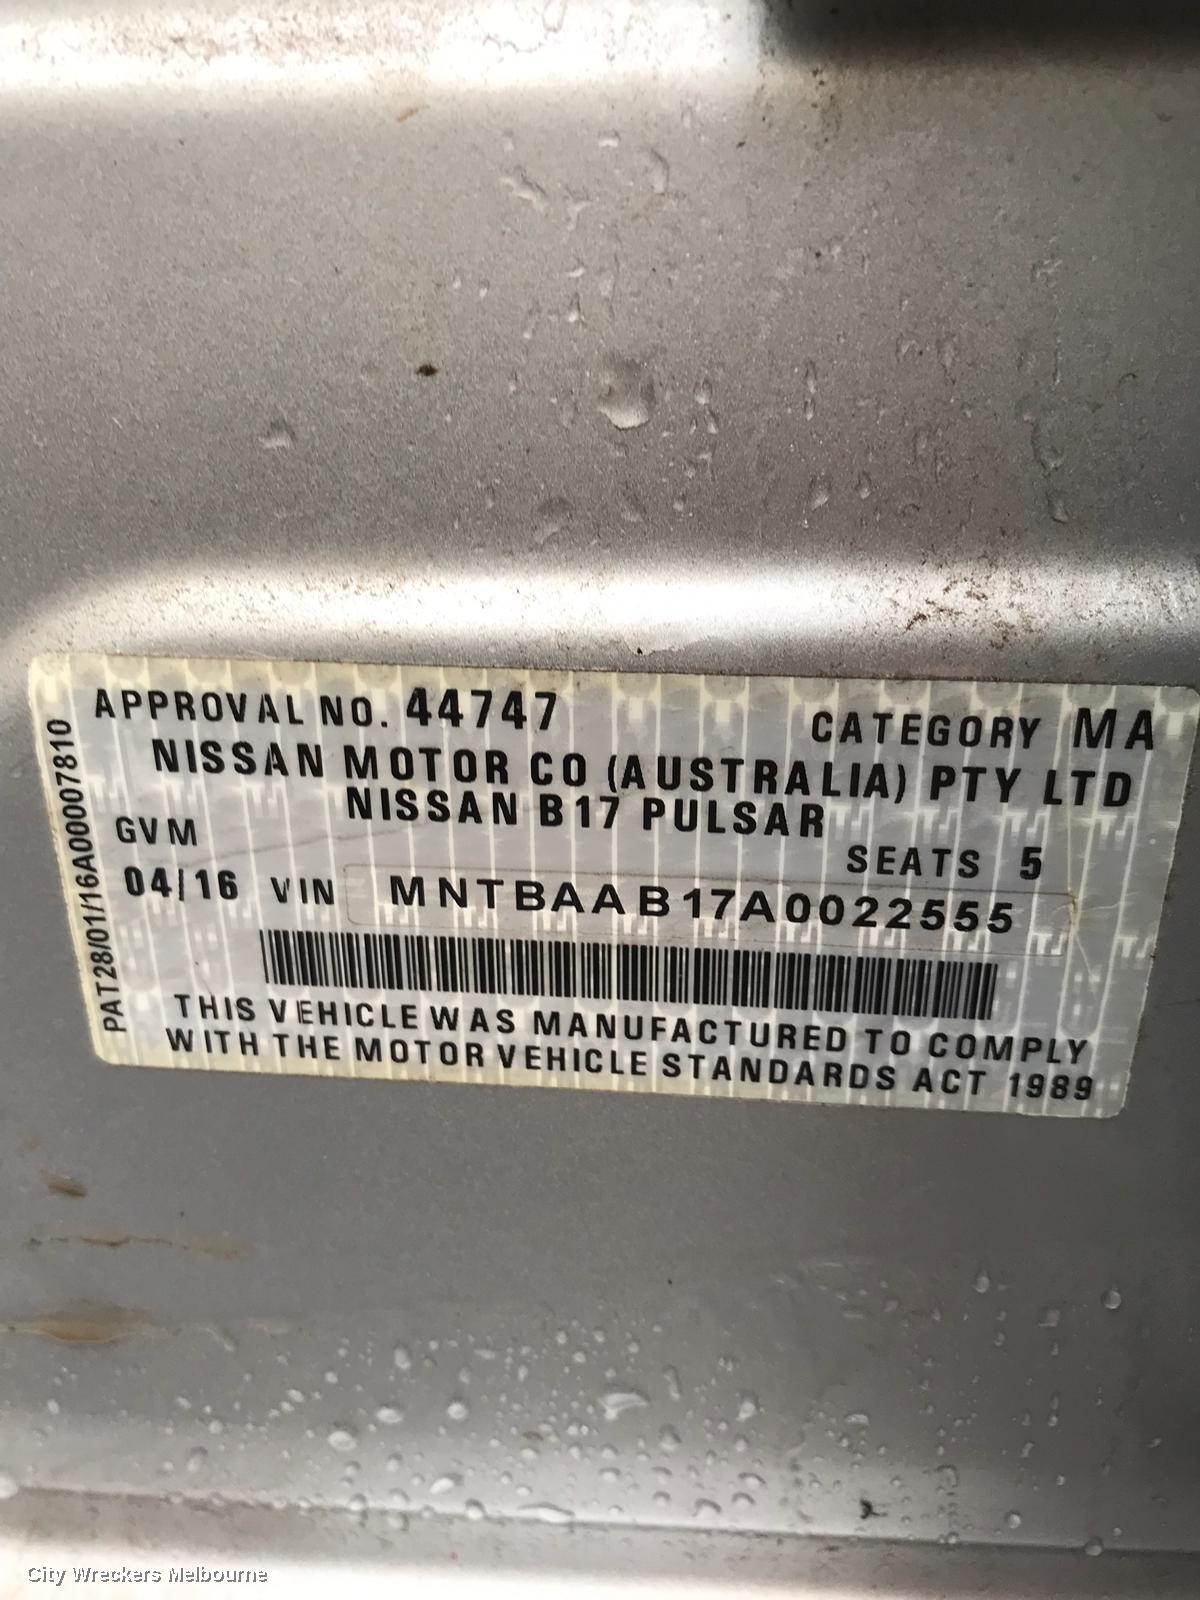 APPROVAL NO. 44747 CATEGORY MA
NISSAN MOTOR CO (AUSTRALIA) PTY LTD
NISSAN B17 PULSAR
GVM SEATS 5
04/16 VIN MNTBAAB17A0022555
THIS VEHICLE WAS MANUFACTURED TO COMPLY
WITH THE MOTOR VEHICLE STANDARDS ACT 1989
PAT28/01/16A000007810
City Wreckers Melbourne